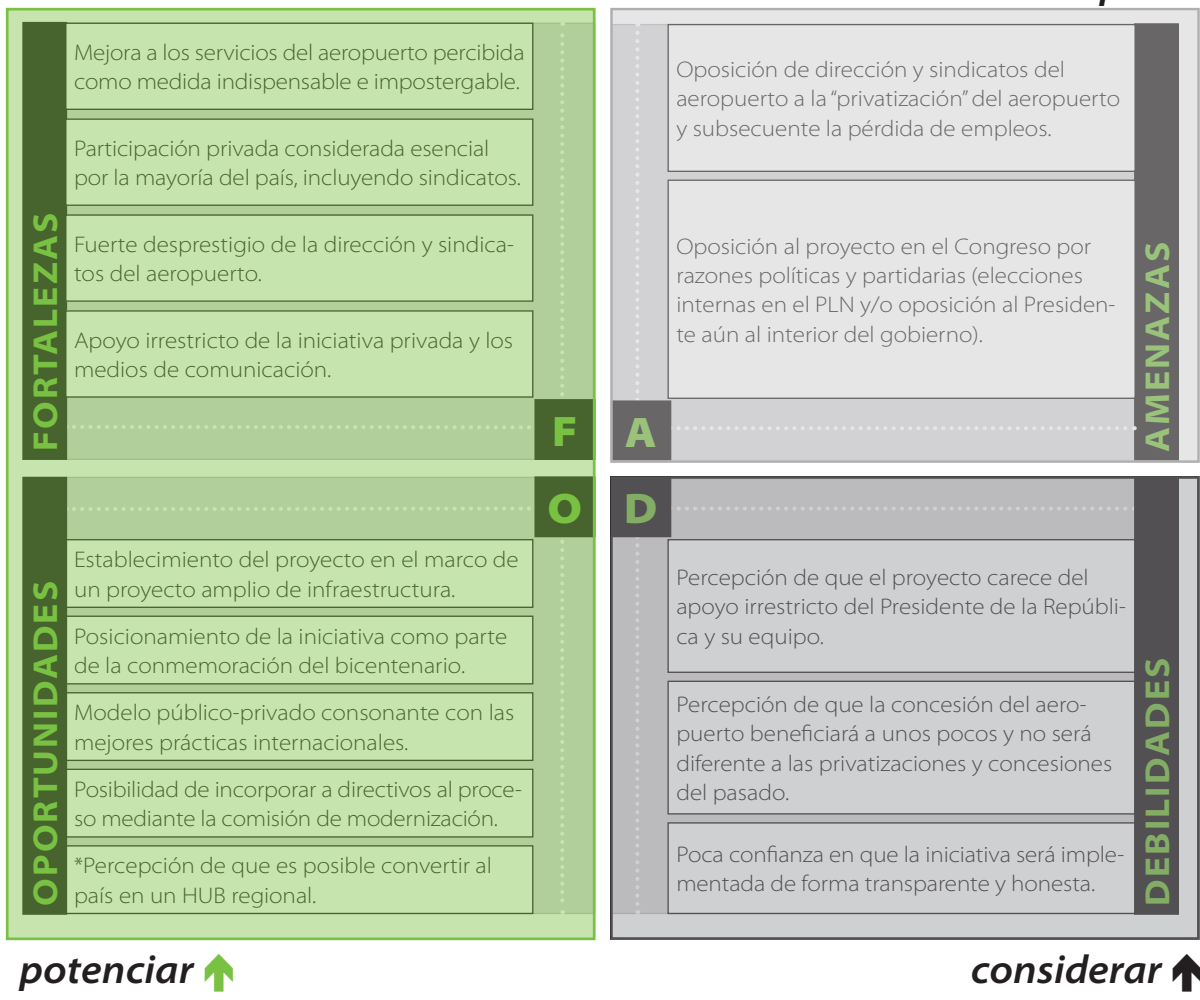 FORTALEZAS
Mejora a los servicios del aeropuerto percibida
como medida indispensable e impostergable.
Participación privada considerada esencial
por la mayoría del país, incluyendo sindicatos.
Fuerte desprestigio de la dirección y sindica-
tos del aeropuerto.
Apoyo irrestricto de la iniciativa privada y los
medios de comunicación.
F
A
Oposición de dirección y sindicatos del
aeropuerto a la “privatización” del aeropuerto
y subsecuente la pérdida de empleos.
Oposición al proyecto en el Congreso por
razones políticas y partidarias (elecciones
internas en el PLN y/o oposición al Presiden-
te aún al interior del gobierno).
AMENAZAS
OPORTUNIDADES
O
Establecimiento del proyecto en el marco de
un proyecto amplio de infraestructura.
Posicionamiento de la iniciativa como parte
de la conmemoración del bicentenario.
Modelo público-privado consonante con las
mejores prácticas internacionales.
Posibilidad de incorporar a directivos al proce-
so mediante la comisión de modernización.
*Percepción de que es posible convertir al
país en un HUB regional.
D
Percepción de que el proyecto carece del
apoyo irrestricto del Presidente de la Repúbli-
ca y su equipo.
Percepción de que la concesión del aero-
puerto beneficiará a unos pocos y no será
diferente a las privatizaciones y concesiones
del pasado.
Poca confianza en que la iniciativa será imple-
mentada de forma transparente y honesta.
DEBILIDADES
potenciar
considerar